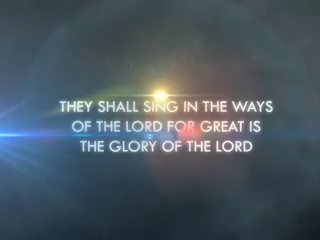 THEY SHALL SING IN THE WAYS
OF THE LORD FOR GREAT IS
THE GLORY OF THE LORD